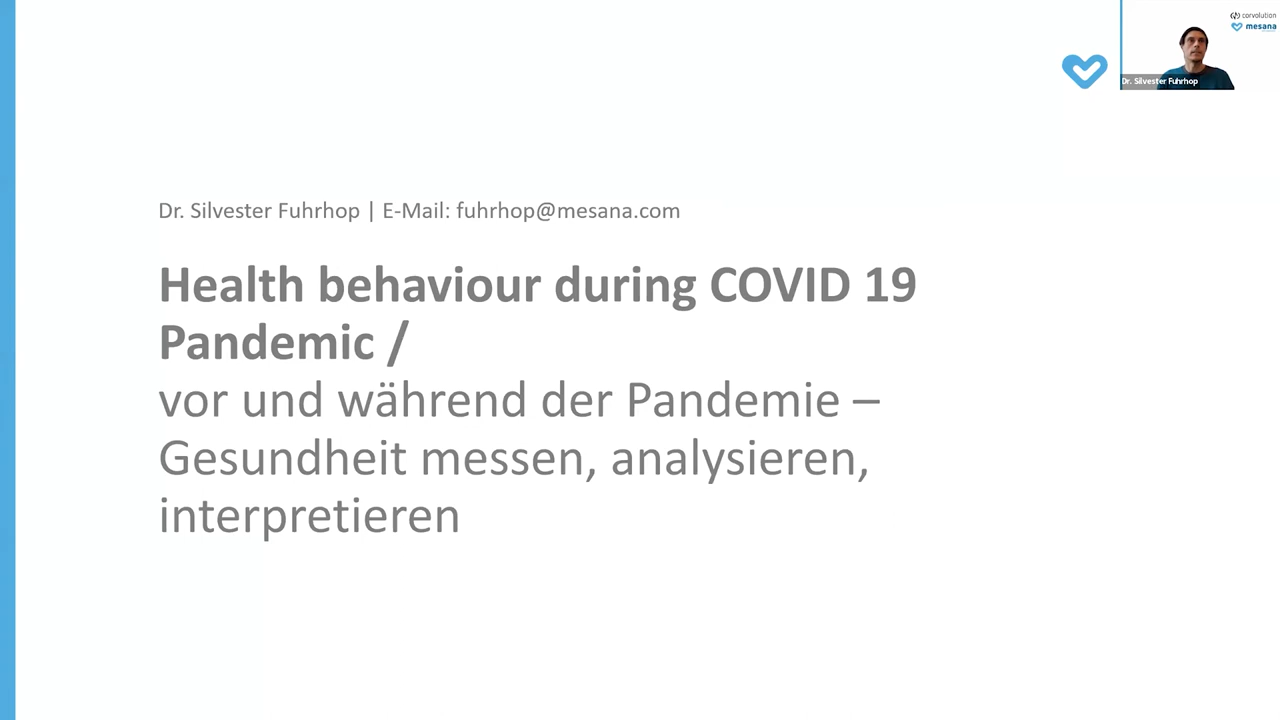 corvolution
mesana
Dr. Silvester Fuhrhop
Dr. Silvester Fuhrhop | E-Mail: fuhrhop@mesana.com
Health behaviour during COVID 19
Pandemic /
vor und während der Pandemie –
Gesundheit messen, analysieren,
interpretieren